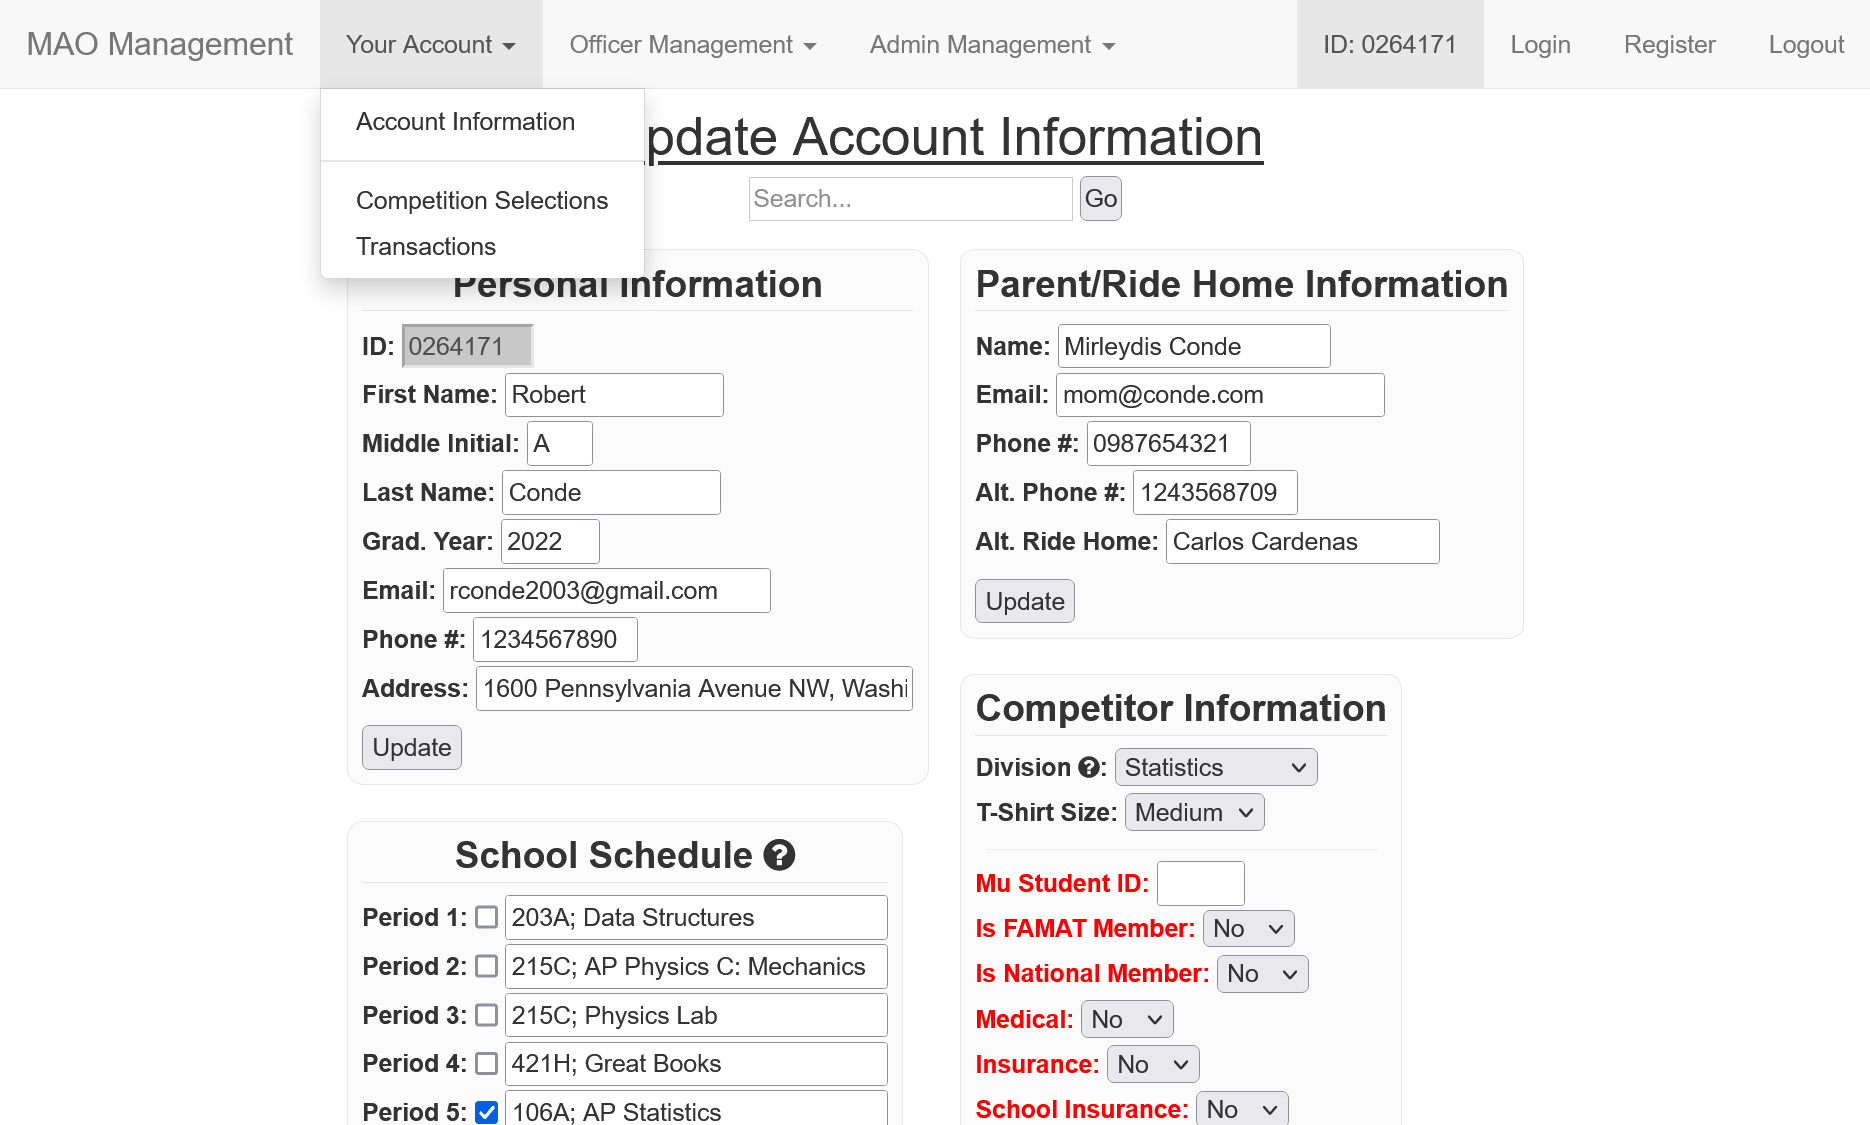 MAO Management Your Account Officer Management Admin Management ID: 0264171 Login Register Logout
Account Information
Competition Selections
Transactions
pdate Account Information
Search... Go
Personal Information
ID: 0264171
First Name: Robert
Middle Initial: A
Last Name: Conde
Grad. Year: 2022
Email: rconde2003@gmail.com
Phone #: 1234567890
Address: 1600 Pennsylvania Avenue NW, Washi
Update
School Schedule ?
Period 1: 203A; Data Structures
Period 2: 215C; AP Physics C: Mechanics
Period 3: 215C; Physics Lab
Period 4: 421H; Great Books
Period 5: 106A; AP Statistics
Parent/Ride Home Information
Name: Mirleydis Conde
Email: mom@conde.com
Phone #: 0987654321
Alt. Phone #: 1243568709
Alt. Ride Home: Carlos Cardenas
Update
Competitor Information
Division ?: Statistics
T-Shirt Size: Medium
Mu Student ID:
Is FAMAT Member: No
Is National Member: No
Medical: No
Insurance: No
School Insurance: No